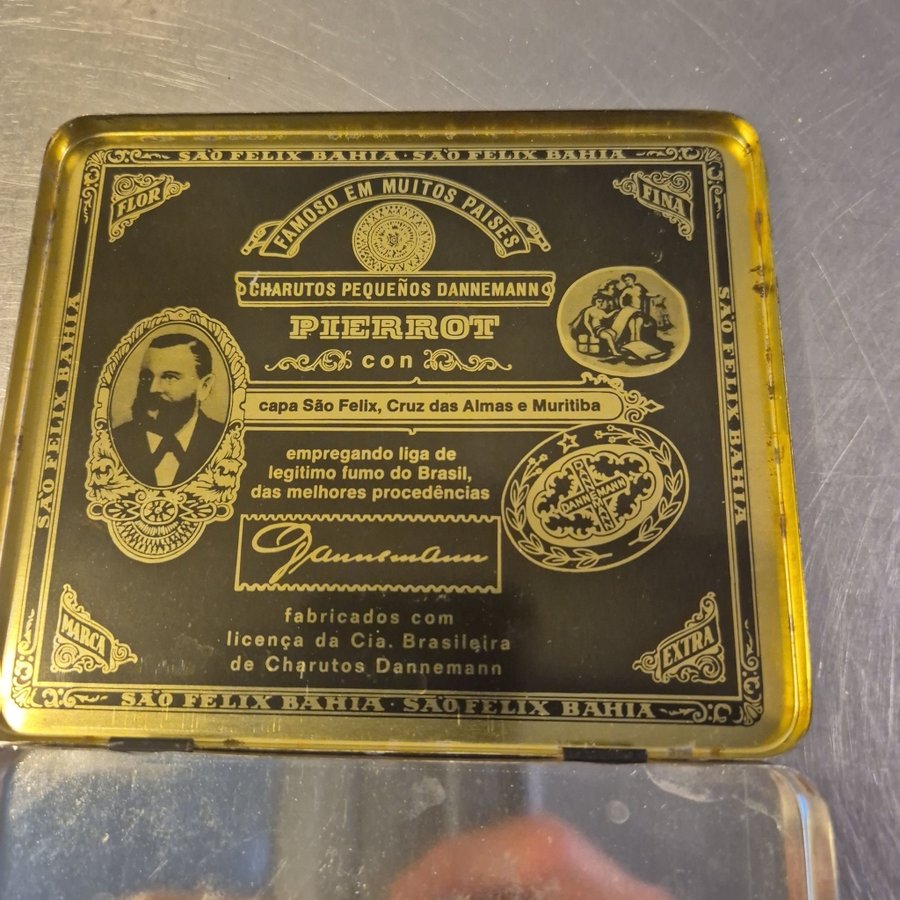 SÃO FELIX BAHIA · SÃO FELIX BAHIA
FLOR
FINA
FAMOSO EM MUITOS PAISES
CHARUTOS PEQUEÑOS DANNEMANN
PIERROT
con
capa São Felix, Cruz das Almas e Muritiba
empregando liga de
legitimo fumo do Brasil,
das melhores procedências
DANNEMANN
DANNEMANN
Dannemann
fabricados com
licença da Cia. Brasileira
de Charutos Dannemann
MARCA
EXTRA
SÃO FELIX BAHIA
SÃO FELIX BAHIA
SÃO FELIX BAHIA · SÃO FELIX BAHIA